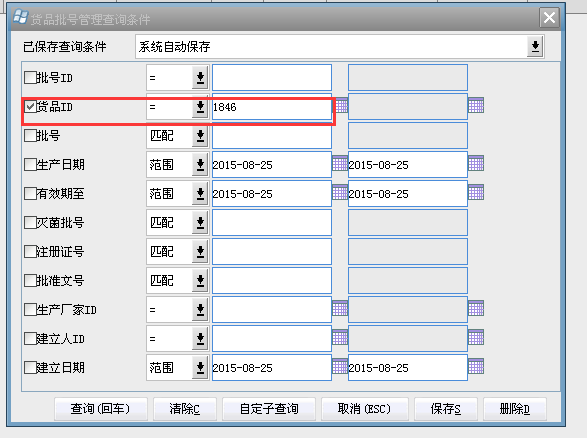 货品批号管理查询条件
已保存查询条件 系统自动保存
批号ID =
货品ID = 1846
批号 匹配
生产日期 范围 2015-08-25 2015-08-25
有效期至 范围 2015-08-25 2015-08-25
灭菌批号 匹配
注册证号 匹配
批准文号 匹配
生产厂家ID =
建立人ID =
建立日期 范围 2015-08-25 2015-08-25
查询(回车) 清除C 自定子查询 取消(ESC) 保存S 删除D